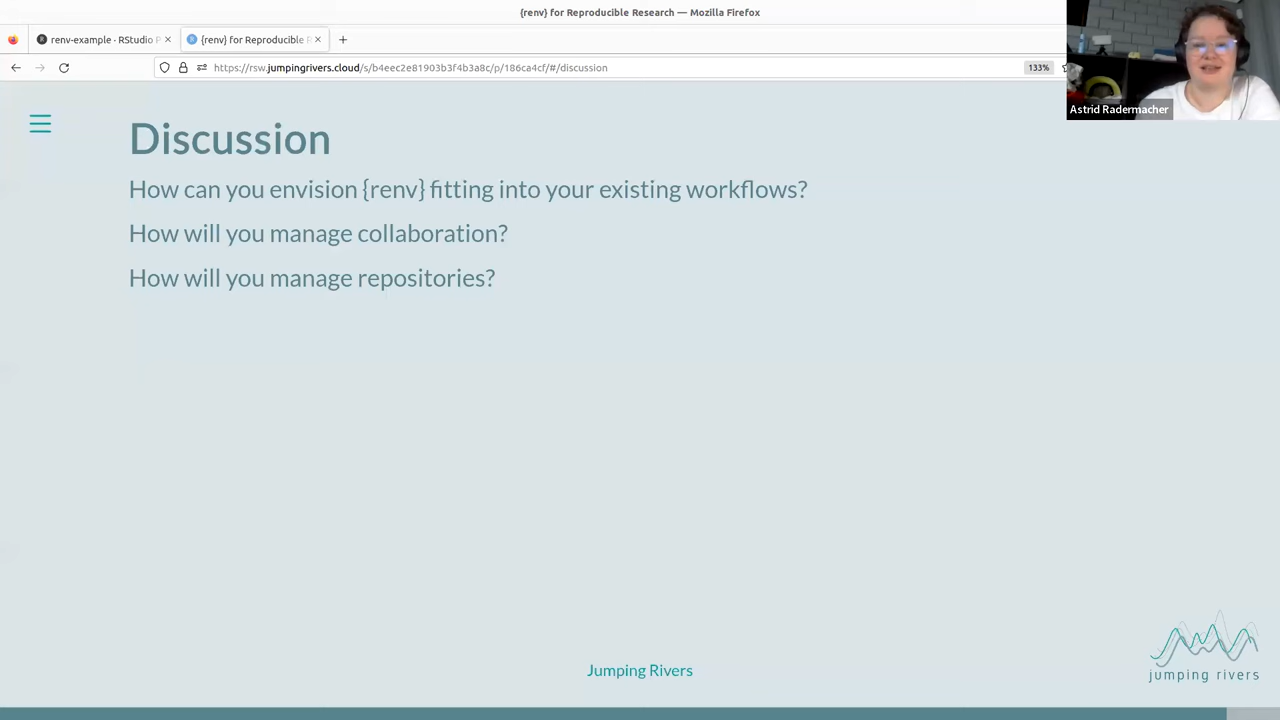 {renv} for Reproducible Research — Mozilla Firefox
renv-example · RStudio P
{renv} for Reproducible R
https://rsw.jumpingrivers.cloud/s/b4eec2e81903b3f4b3a8c/p/186ca4cf/#/discussion
133%
Astrid Radermacher
Discussion
How can you envision {renv} fitting into your existing workflows?
How will you manage collaboration?
How will you manage repositories?
Jumping Rivers
jumping rivers